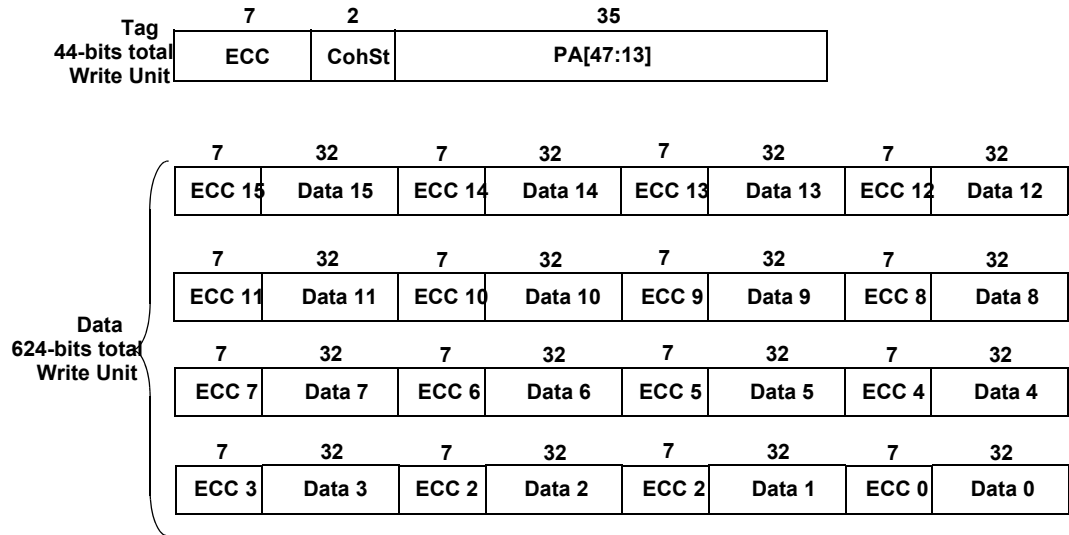 7 2 35
Tag
44-bits total
Write Unit
ECC CohSt PA[47:13]
7 32 7 32 7 32 7 32
ECC 15 Data 15 ECC 14 Data 14 ECC 13 Data 13 ECC 12 Data 12
7 32 7 32 7 32 7 32
ECC 11 Data 11 ECC 10 Data 10 ECC 9 Data 9 ECC 8 Data 8
Data
624-bits total
Write Unit
7 32 7 32 7 32 7 32
ECC 7 Data 7 ECC 6 Data 6 ECC 5 Data 5 ECC 4 Data 4
7 32 7 32 7 32 7 32
ECC 3 Data 3 ECC 2 Data 2 ECC 2 Data 1 ECC 0 Data 0